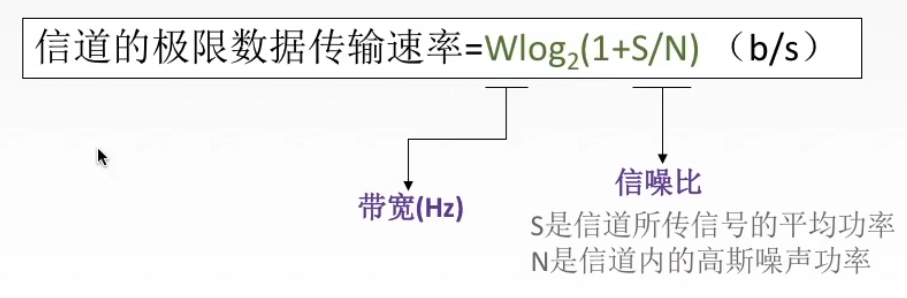 信道的极限数据传输速率=Wlog₂(1+S/N) （b/s）
带宽(Hz)
信噪比
S是信道所传信号的平均功率
N是信道内的高斯噪声功率